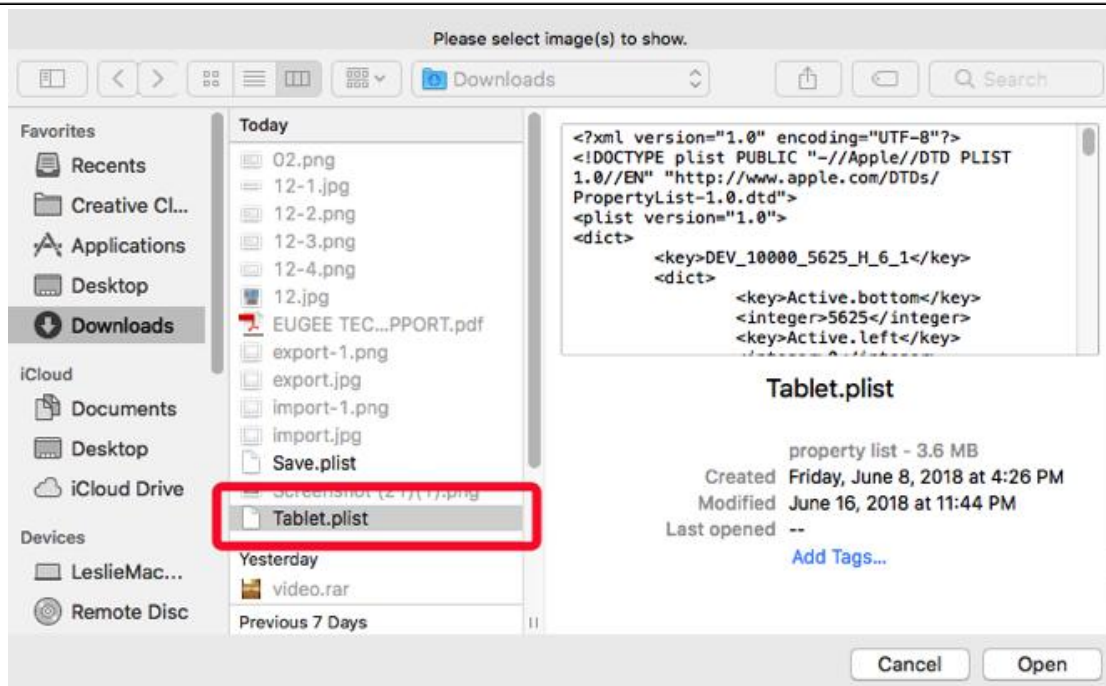 Please select image(s) to show.
Downloads
Search
Favorites
Recents
Creative Cl...
Applications
Desktop
Downloads
iCloud
Documents
Desktop
iCloud Drive
Devices
LeslieMac...
Remote Disc
Today
02.png
12-1.jpg
12-2.png
12-3.png
12-4.png
12.jpg
EUGEE TEC...PPORT.pdf
export-1.png
export.jpg
import-1.png
import.jpg
Save.plist
Screenshot (21)(1).png
Tablet.plist
Yesterday
video.rar
Previous 7 Days
<?xml version="1.0" encoding="UTF-8"?>
<!DOCTYPE plist PUBLIC "-//Apple//DTD PLIST
1.0//EN" "http://www.apple.com/DTDs/
PropertyList-1.0.dtd">
<plist version="1.0">
<dict>
<key>DEV_10000_5625_H_6_1</key>
<dict>
<key>Active.bottom</key>
<integer>5625</integer>
<key>Active.left</key>
Tablet.plist
property list - 3.6 MB
Created Friday, June 8, 2018 at 4:26 PM
Modified June 16, 2018 at 11:44 PM
Last opened --
Add Tags...
Cancel
Open